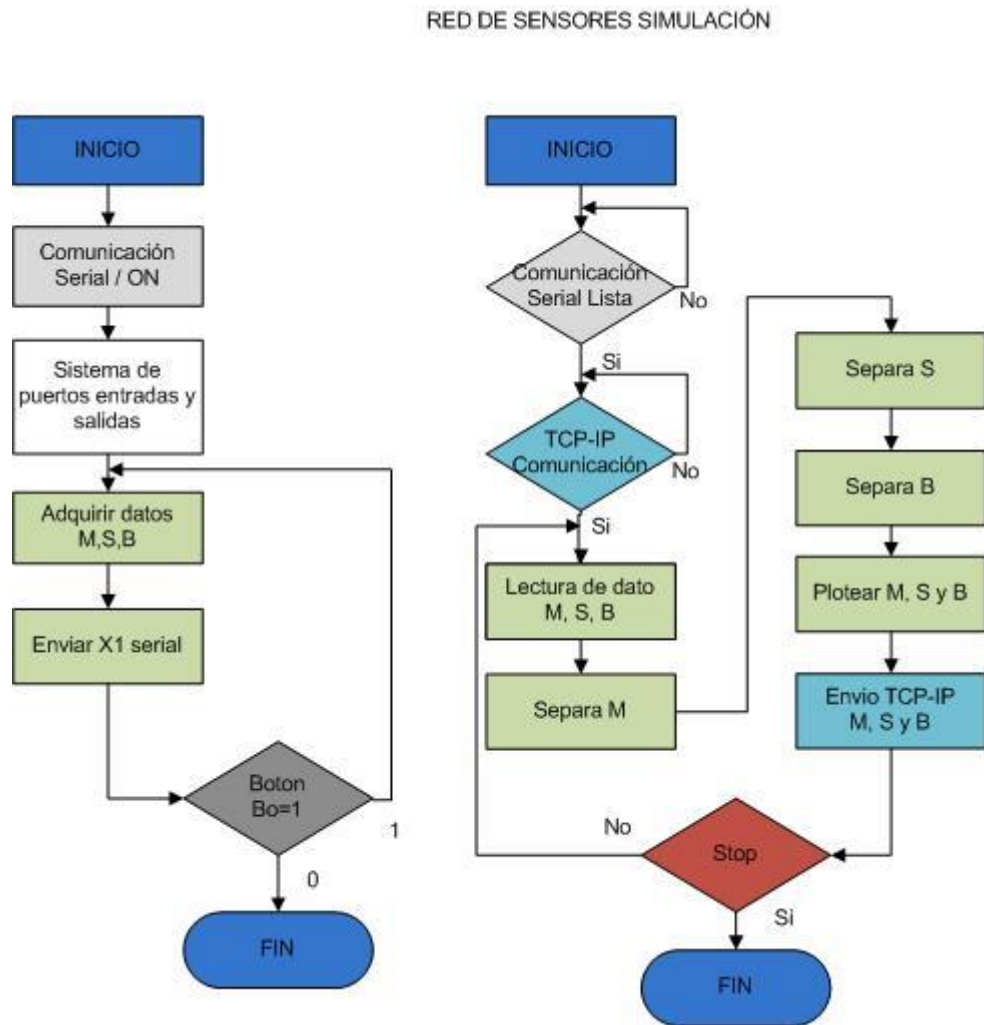 RED DE SENSORES SIMULACIÓN
INICIO
Comunicación
Serial / ON
Sistema de
puertos entradas y
salidas
Adquirir datos
M,S,B
Enviar X1 serial
Boton
Bo=1
1
0
FIN
INICIO
Comunicación
Serial Lista
No
Si
TCP-IP
Comunicación
No
Si
Lectura de dato
M, S, B
Separa M
Separa S
Separa B
Plotear M, S y B
Envio TCP-IP
M, S y B
No
Stop
Si
FIN